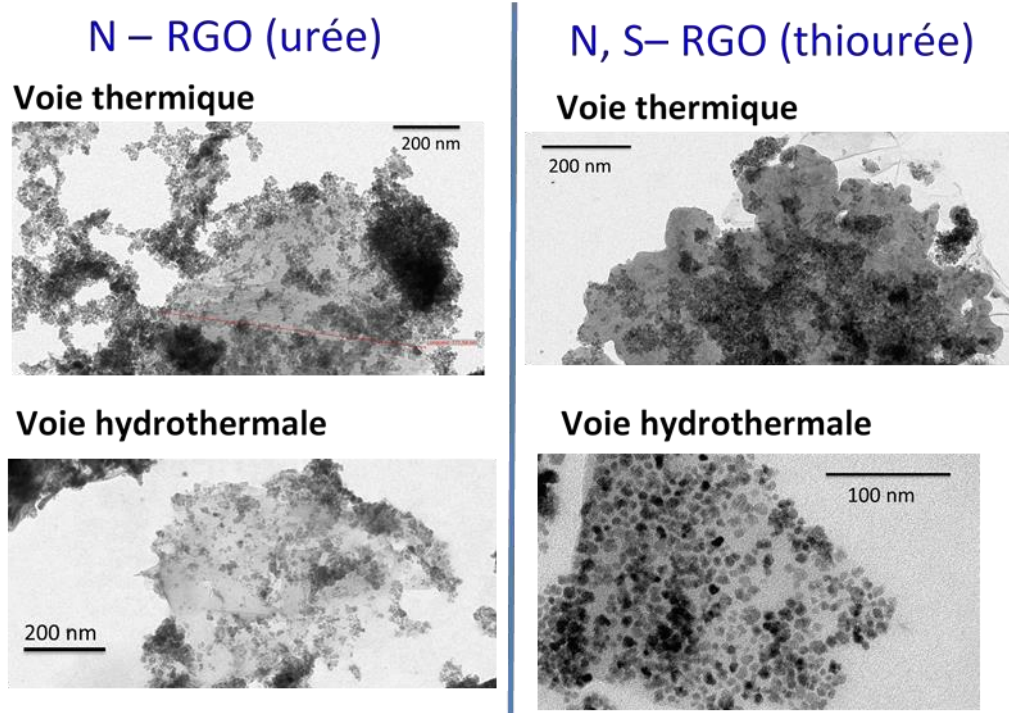 N – RGO (urée)
Voie thermique
200 nm
Voie hydrothermale
200 nm
N, S– RGO (thiourée)
Voie thermique
200 nm
Voie hydrothermale
100 nm